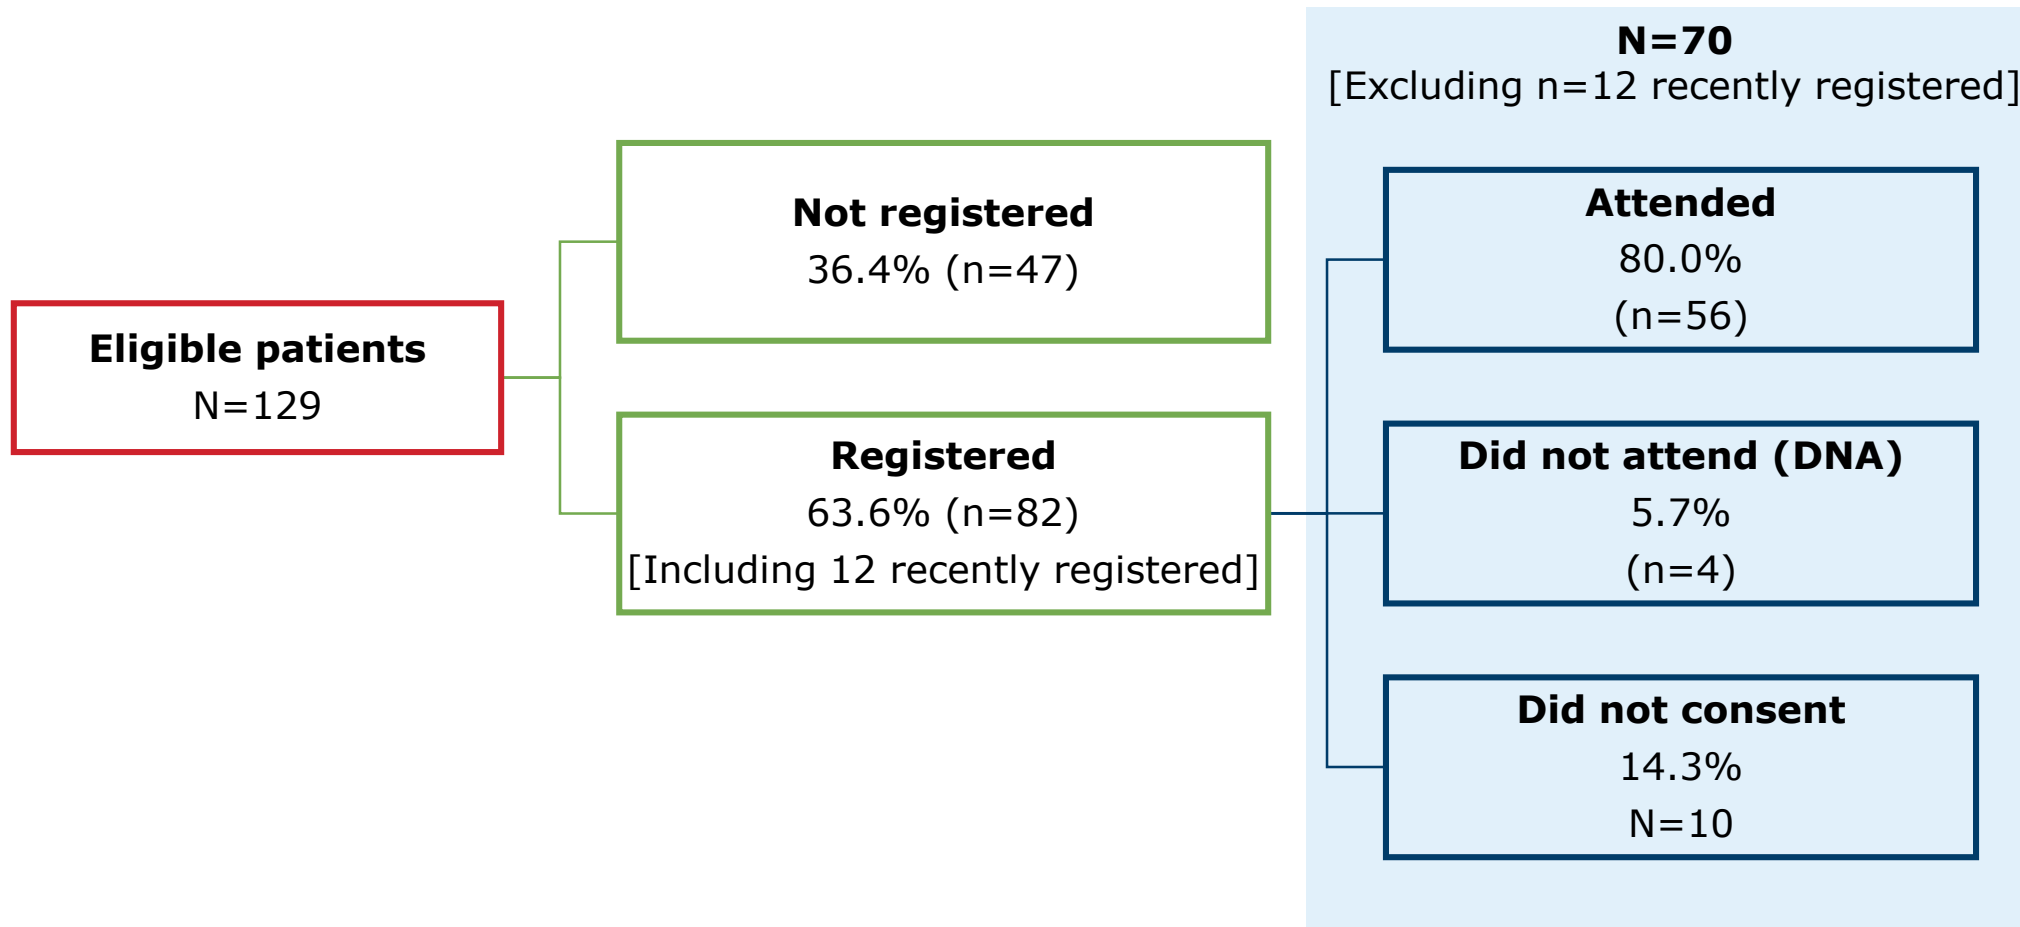 N=70
[Excluding n=12 recently registered]
Eligible patients
N=129
Not registered
36.4% (n=47)
Registered
63.6% (n=82)
[Including 12 recently registered]
Attended
80.0%
(n=56)
Did not attend (DNA)
5.7%
(n=4)
Did not consent
14.3%
N=10